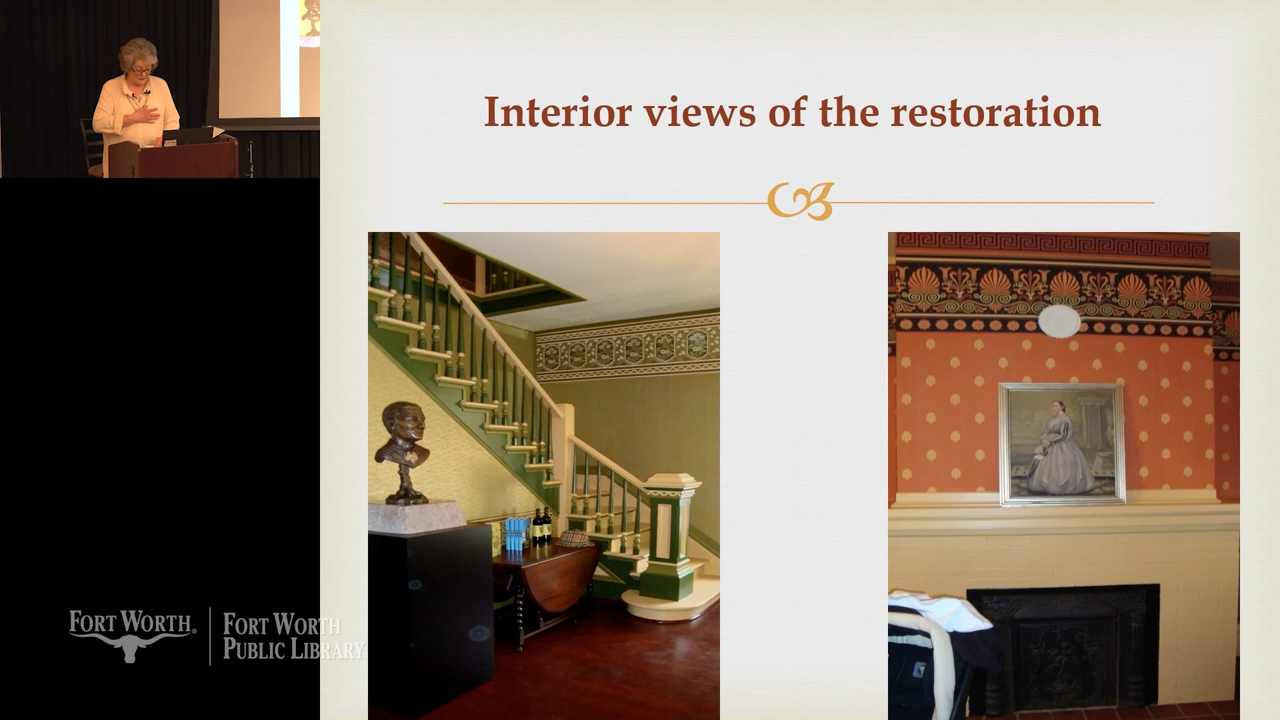 Interior views of the restoration
FORT WORTH®
FORT WORTH
PUBLIC LIBRARY